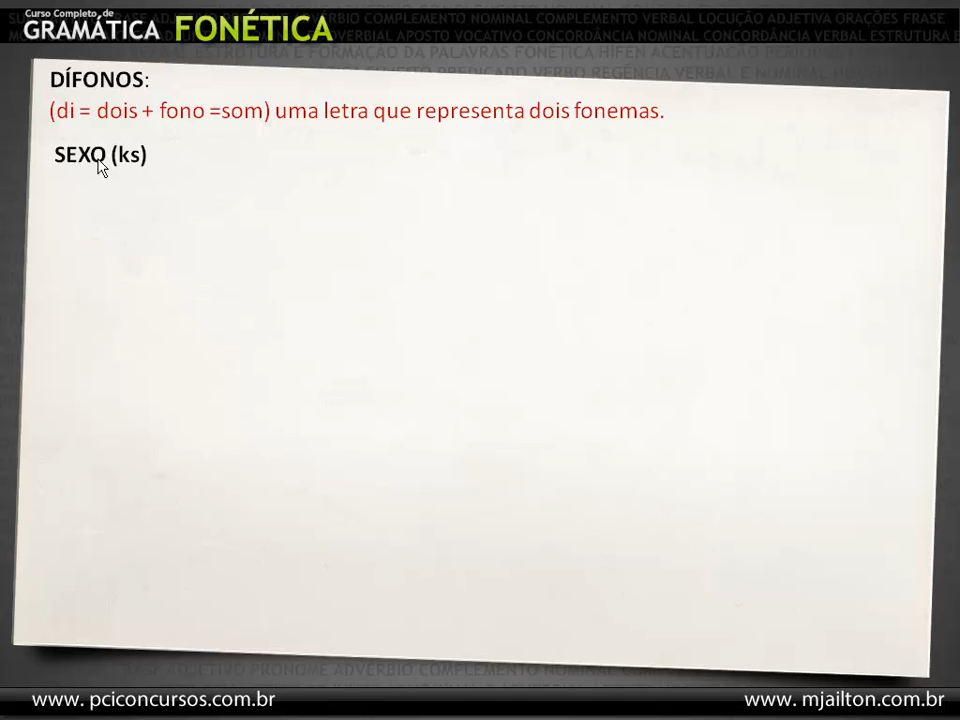 Curso Completo de
GRAMÁTICA FONÉTICA
DÍFONOS:
(di = dois + fono =som) uma letra que representa dois fonemas.
SEXO (ks)
www. pciconcursos.com.br
www. mjailton.com.br